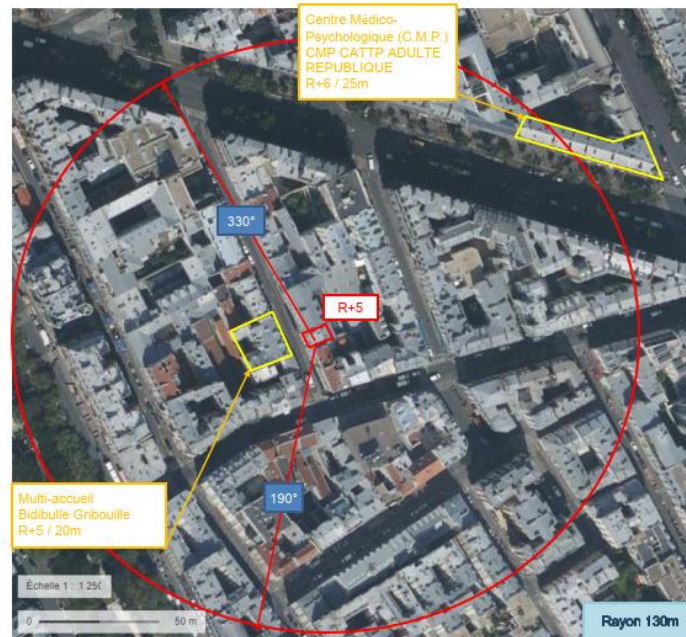 Centre Médico-
Psychologique (C.M.P.)
CMP CATTP ADULTE
REPUBLIQUE
R+6 / 25m
330°
R+5
190°
Multi-accueil
Bidibulle Gribouille
R+5 / 20m
Échelle 1 : 1 250
0 50 m
Rayon 130m